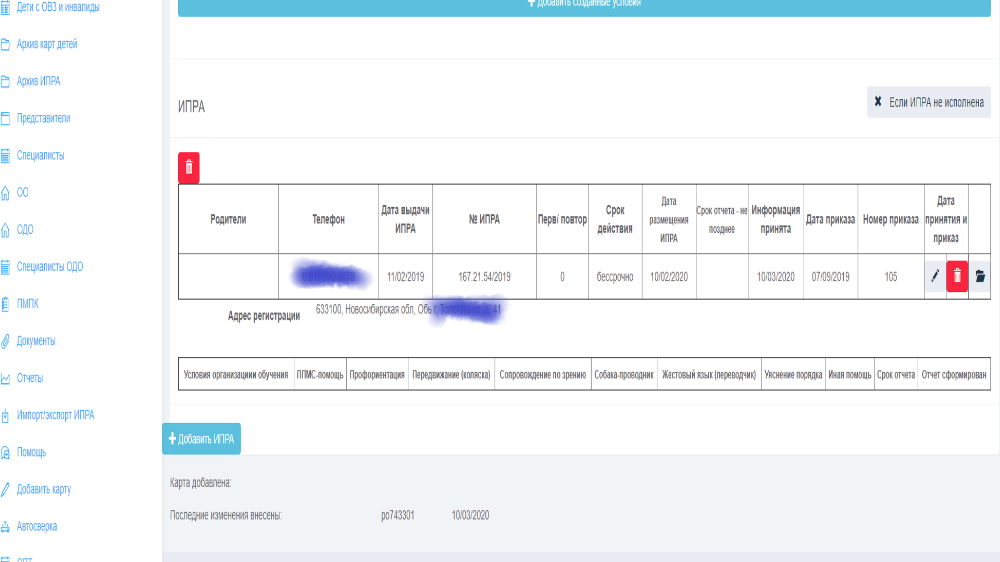 Дети с ОВЗ и инвалиды
Архив карт детей
Архив ИПРА
Представители
Специалисты
ОО
ОДО
Специалисты ОДО
ПМПК
Документы
Отчеты
Импорт/экспорт ИПРА
Помощь
Добавить карту
Автосверка
Добавить созданные условия
ИПРА
Если ИПРА не исполнена
Родители
Телефон
Дата выдачи
ИПРА
№ ИПРА
Перв/ повтор
Срок
действия
Дата
размещения
ИПРА
Срок отчета - не
позднее
Информация
принята
Дата приказа
Номер приказа
Дата
принятия и
приказ
11/02/2019
167.21.54/2019
0
бессрочно
10/02/2020
10/03/2020
07/09/2019
105
Адрес регистрации
633100, Новосибирская обл, Обь г,
Условия организациии обучения
ППМС-помощь
Профориентация
Передвижание (коляска)
Сопровождение по зрению
Собака-проводник
Жестовый язык (переводчик)
Уяснение порядка
Иная помощь
Срок отчета
Отчет сформирован
Добавить ИПРА
Карта добавлена:
Последние изменения внесены: po743301 10/03/2020